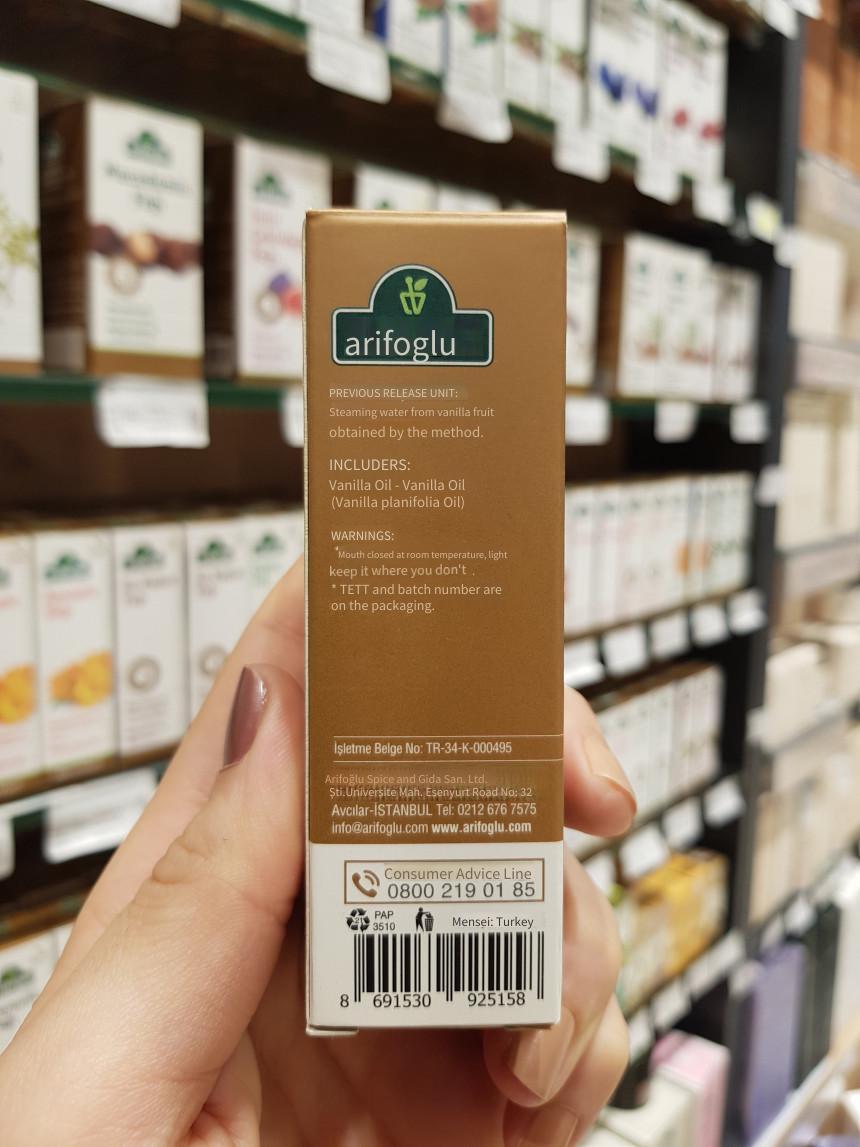 arifoglu
PREVIOUS RELEASE UNIT:
Steaming water from vanilla fruit
obtained by the method.
INCLUDERS:
Vanilla Oil - Vanilla Oil
(Vanilla planifolia Oil)
WARNINGS:
*Mouth closed at room temperature, light
keep it where you don't .
* TETT and batch number are
on the packaging.
İşletme Belge No: TR-34-K-000495
Arifoğlu Spice and Gida San. Ltd.
Şti.Universite Mah. Esenyurt Road No: 32
Avcılar-İSTANBUL Tel: 0212 676 7575
info@arifoglu.com www.arifoglu.com
Consumer Advice Line
0800 219 01 85
21 PAP
3510
Mensei: Turkey
8 691530 925158